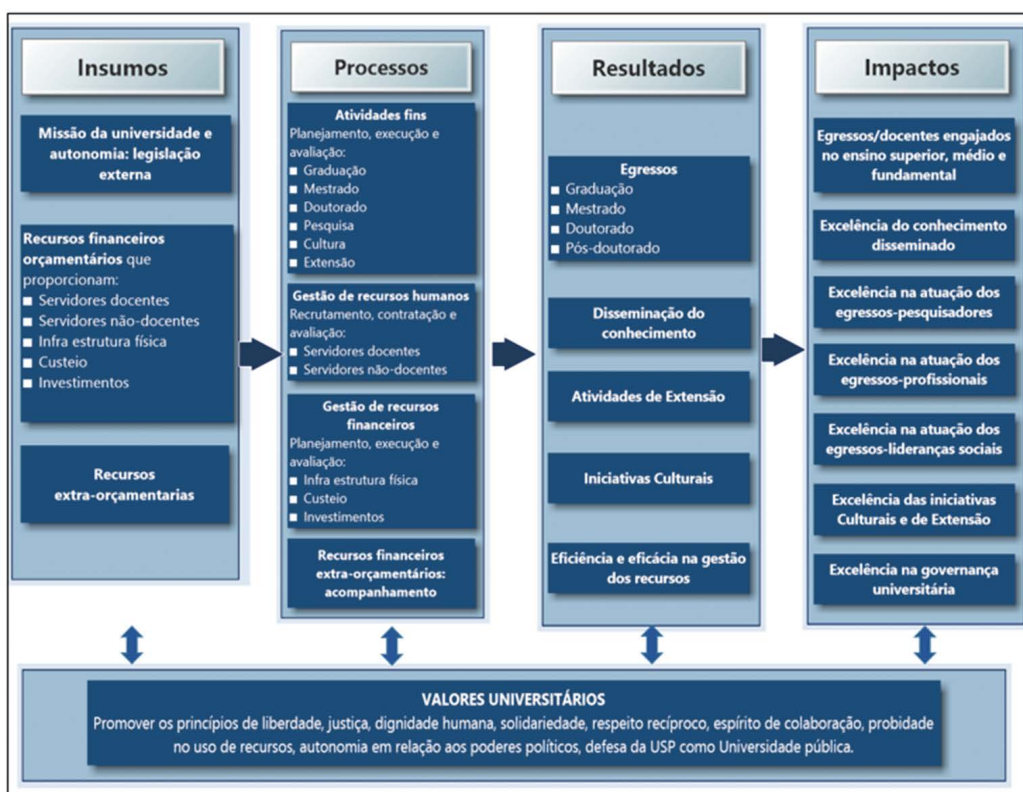 Insumos
Missão da universidade e
autonomia: legislação
externa
Recursos financeiros
orçamentários que
proporcionam:
■ Servidores docentes
■ Servidores não-docentes
■ Infra estrutura física
■ Custeio
■ Investimentos
Recursos
extra-orçamentarias
Processos
Atividades fins
Planejamento, execução e
avaliação:
■ Graduação
■ Mestrado
■ Doutorado
■ Pesquisa
■ Cultura
■ Extensão
Gestão de recursos humanos
Recrutamento, contratação e
avaliação:
■ Servidores docentes
■ Servidores não-docentes
Gestão de recursos
financeiros
Planejamento, execução e
avaliação:
■ Infra estrutura física
■ Custeio
■ Investimentos
Recursos financeiros
extra-orçamentários:
acompanhamento
Resultados
Egressos
■ Graduação
■ Mestrado
■ Doutorado
■ Pós-doutorado
Disseminação do
conhecimento
Atividades de Extensão
Iniciativas Culturais
Eficiência e eficácia na gestão
dos recursos
Impactos
Egressos/docentes engajados
no ensino superior, médio e
fundamental
Excelência do conhecimento
disseminado
Excelência na atuação dos
egressos-pesquisadores
Excelência na atuação dos
egressos-profissionais
Excelência na atuação dos
egressos-lideranças sociais
Excelência das iniciativas
Culturais e de Extensão
Excelência na governança
universitária
VALORES UNIVERSITÁRIOS
Promover os princípios de liberdade, justiça, dignidade humana, solidariedade, respeito recíproco, espírito de colaboração, probidade
no uso de recursos, autonomia em relação aos poderes políticos, defesa da USP como Universidade pública.